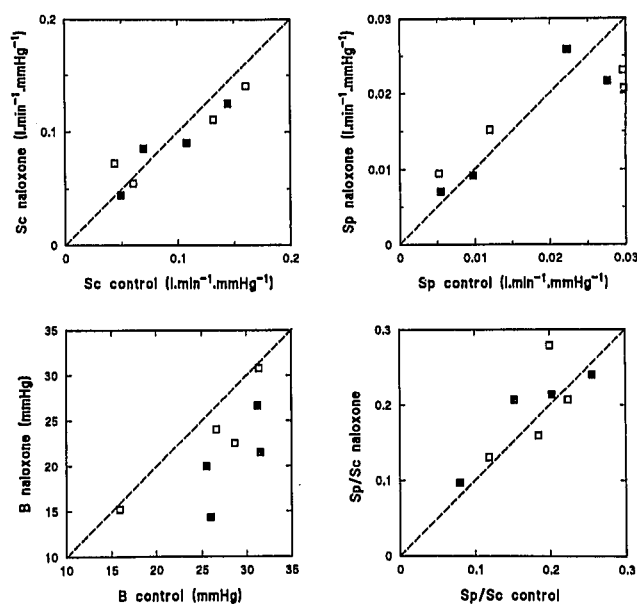 0.2
0.1
0
0 0.1 0.2
Sc naloxone (l.min⁻¹.mmHg⁻¹)
Sc control (l.min⁻¹.mmHg⁻¹)
0.03
0.02
0.01
0
0 0.01 0.02 0.03
Sp naloxone (l.min⁻¹.mmHg⁻¹)
Sp control (l.min⁻¹.mmHg⁻¹)
35
30
25
20
15
10
10 15 20 25 30 35
B naloxone (mmHg)
B control (mmHg)
0.3
0.2
0.1
0
0 0.1 0.2 0.3
Sp/Sc naloxone
Sp/Sc control